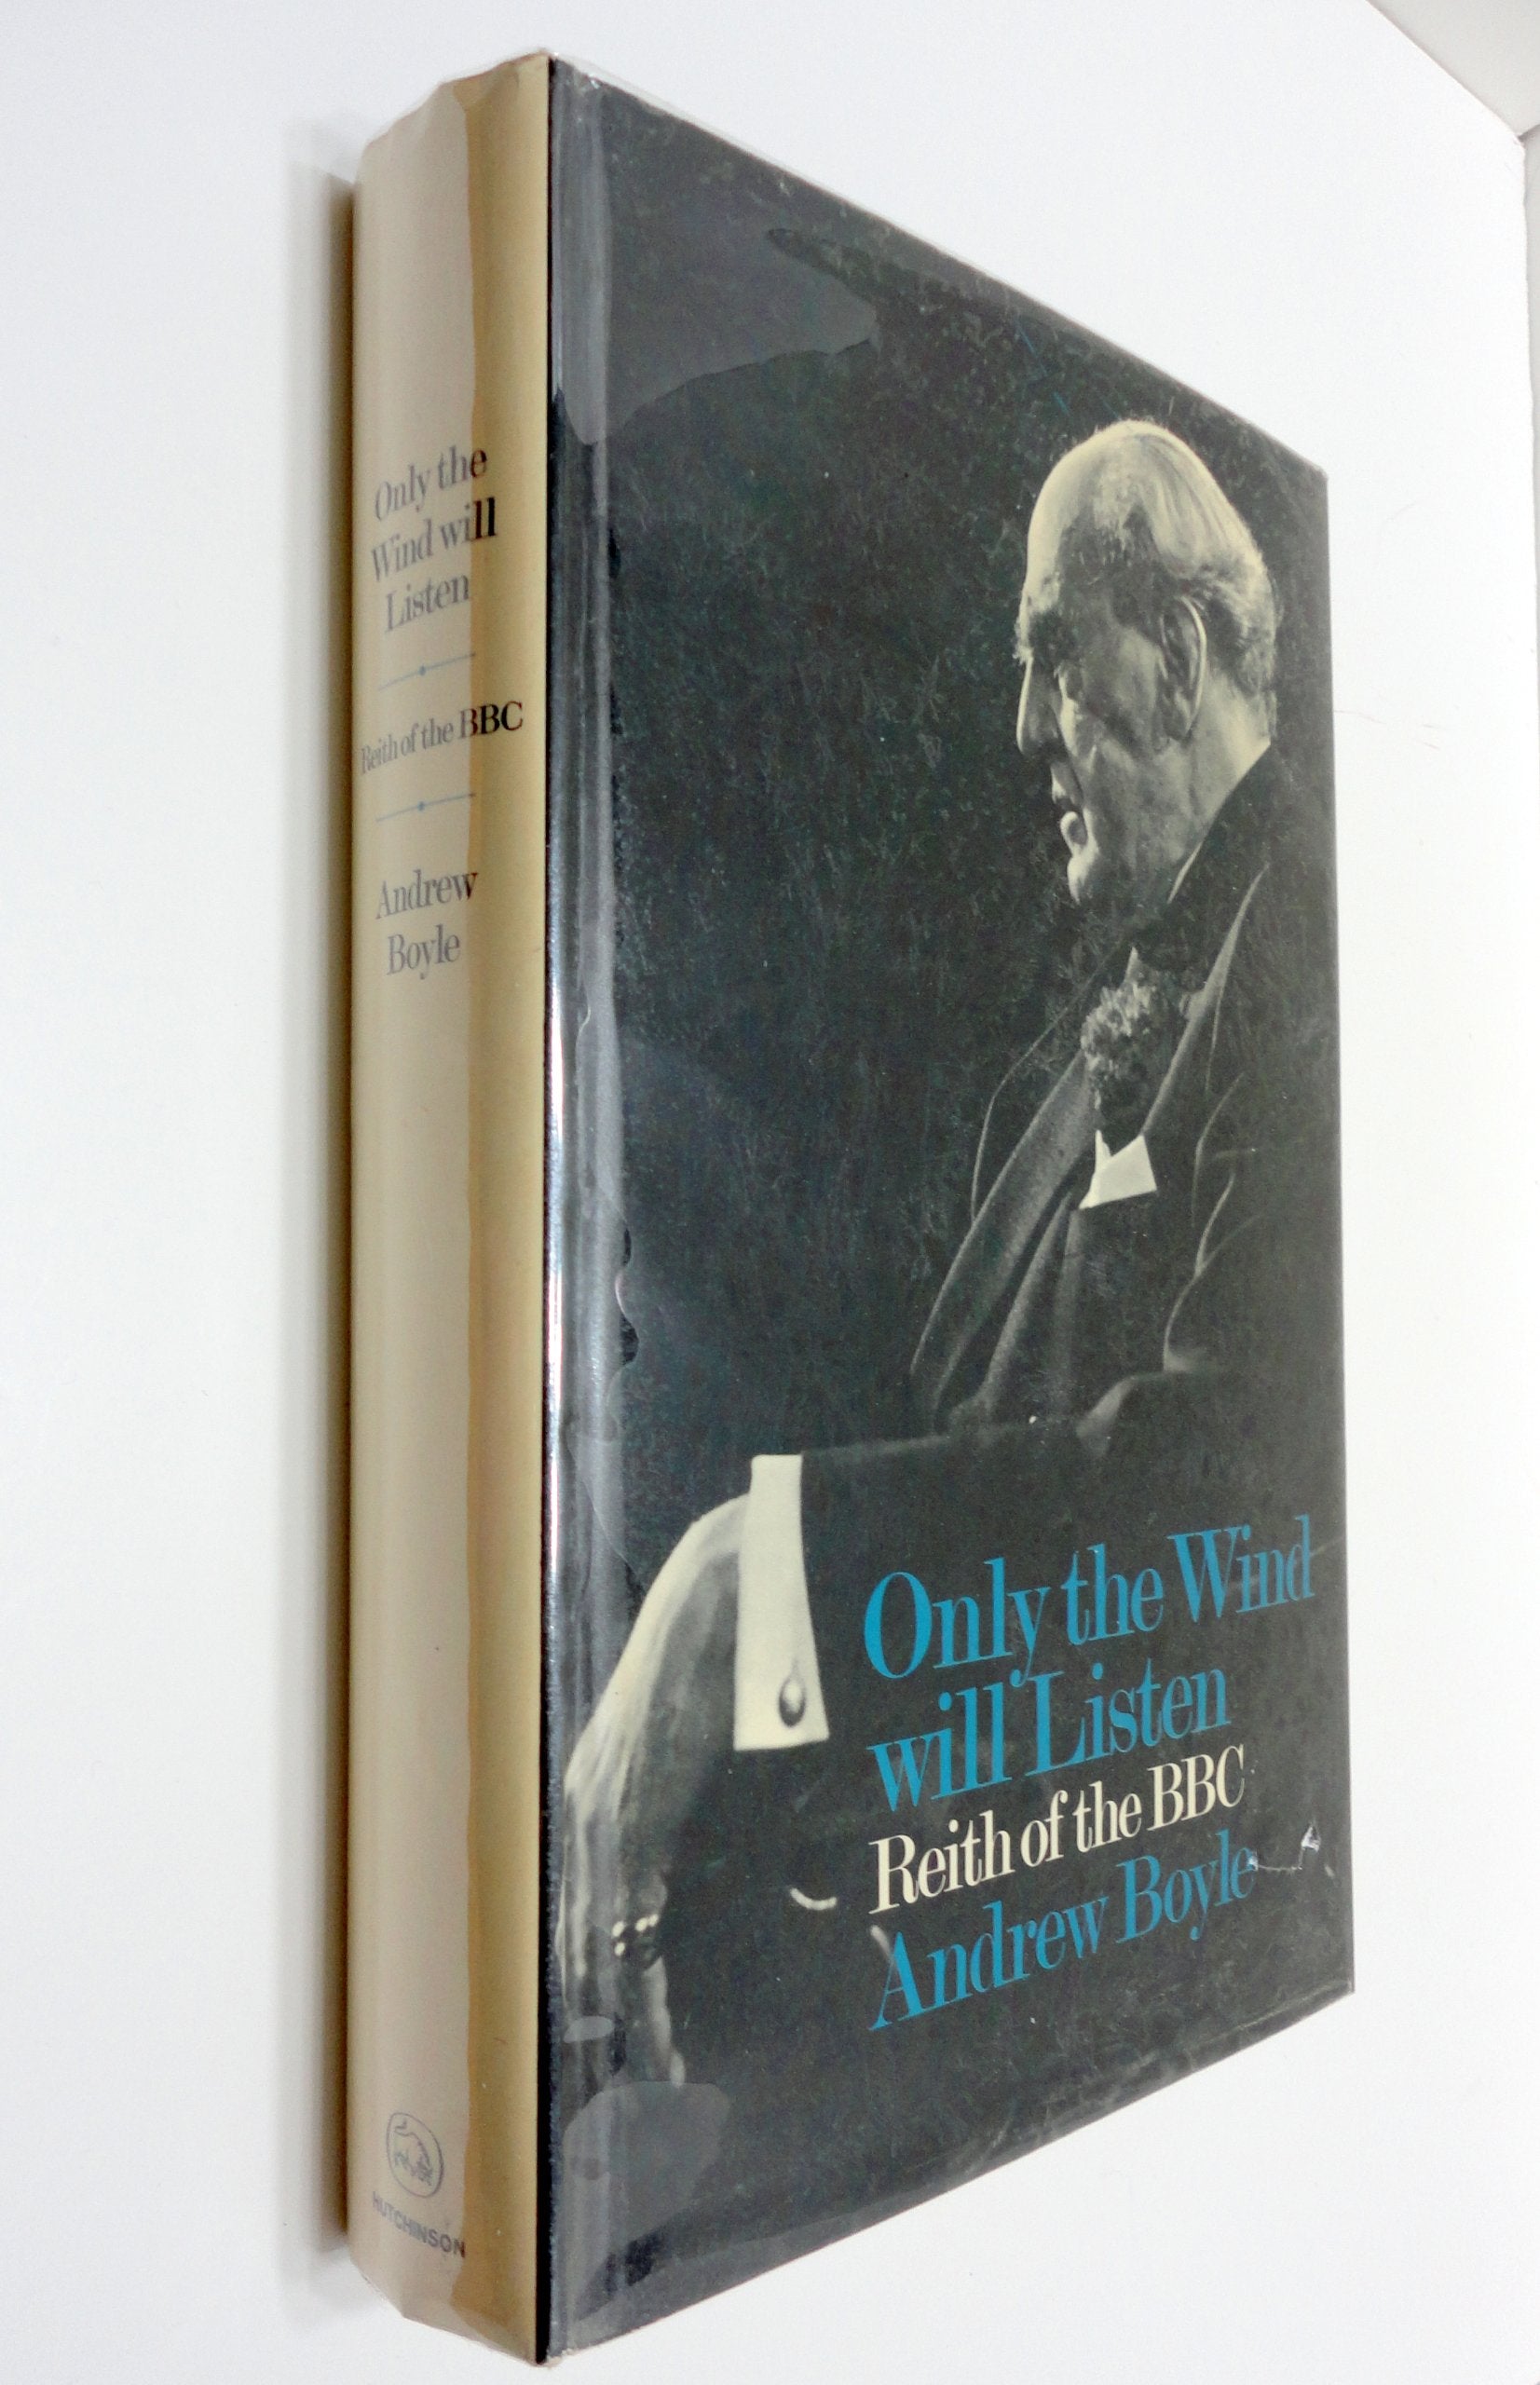 Only the
Wind will
Listen
Reith of the BBC
Andrew
Boyle
HUTCHINSON
Only the Wind
will Listen
Reith of the BBC
Andrew Boyle